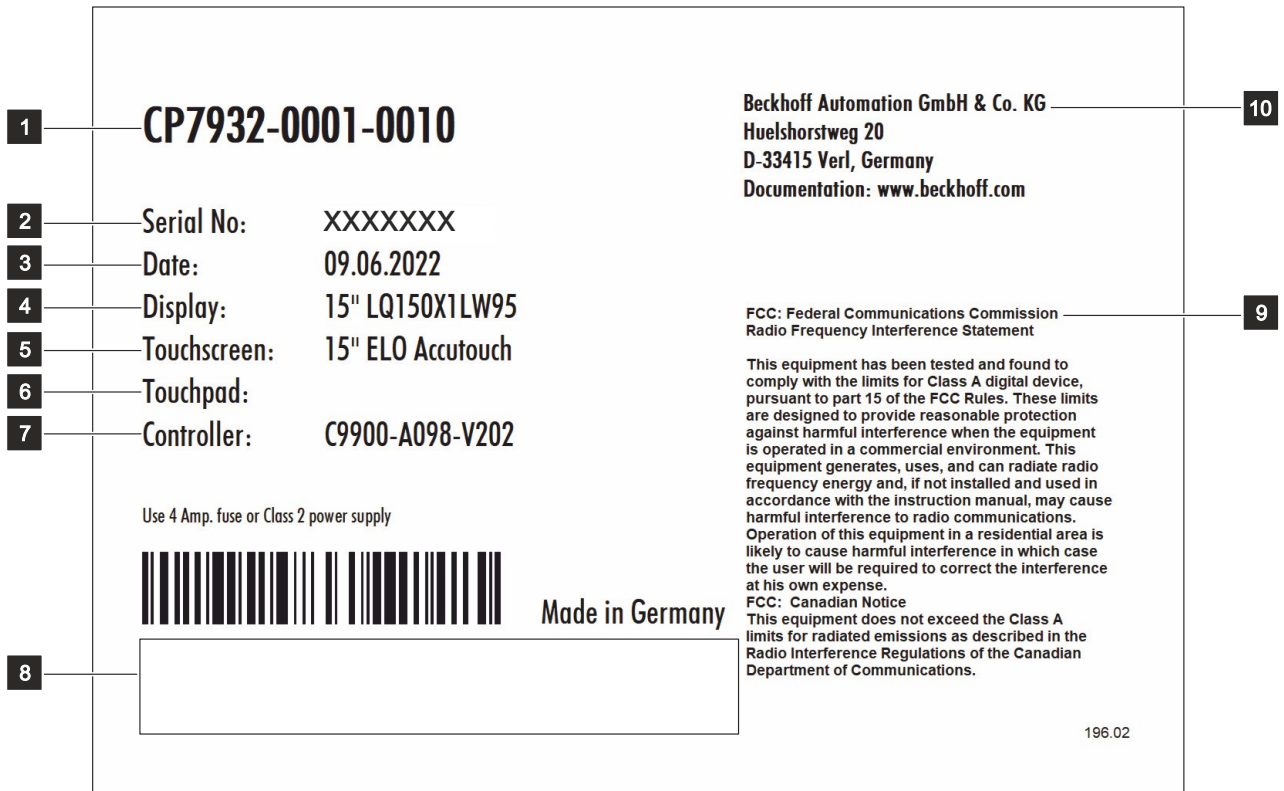 1
CP7932-0001-0010
2
Serial No: XXXXXXX
3
Date: 09.06.2022
4
Display: 15" LQ150X1LW95
5
Touchscreen: 15" ELO Accutouch
6
Touchpad:
7
Controller: C9900-A098-V202
Use 4 Amp. fuse or Class 2 power supply
Made in Germany
8
Beckhoff Automation GmbH & Co. KG
10
Huelshorstweg 20
D-33415 Verl, Germany
Documentation: www.beckhoff.com
FCC: Federal Communications Commission
9
Radio Frequency Interference Statement
This equipment has been tested and found to
comply with the limits for Class A digital device,
pursuant to part 15 of the FCC Rules. These limits
are designed to provide reasonable protection
against harmful interference when the equipment
is operated in a commercial environment. This
equipment generates, uses, and can radiate radio
frequency energy and, if not installed and used in
accordance with the instruction manual, may cause
harmful interference to radio communications.
Operation of this equipment in a residential area is
likely to cause harmful interference in which case
the user will be required to correct the interference
at his own expense.
FCC: Canadian Notice
This equipment does not exceed the Class A
limits for radiated emissions as described in the
Radio Interference Regulations of the Canadian
Department of Communications.
196.02